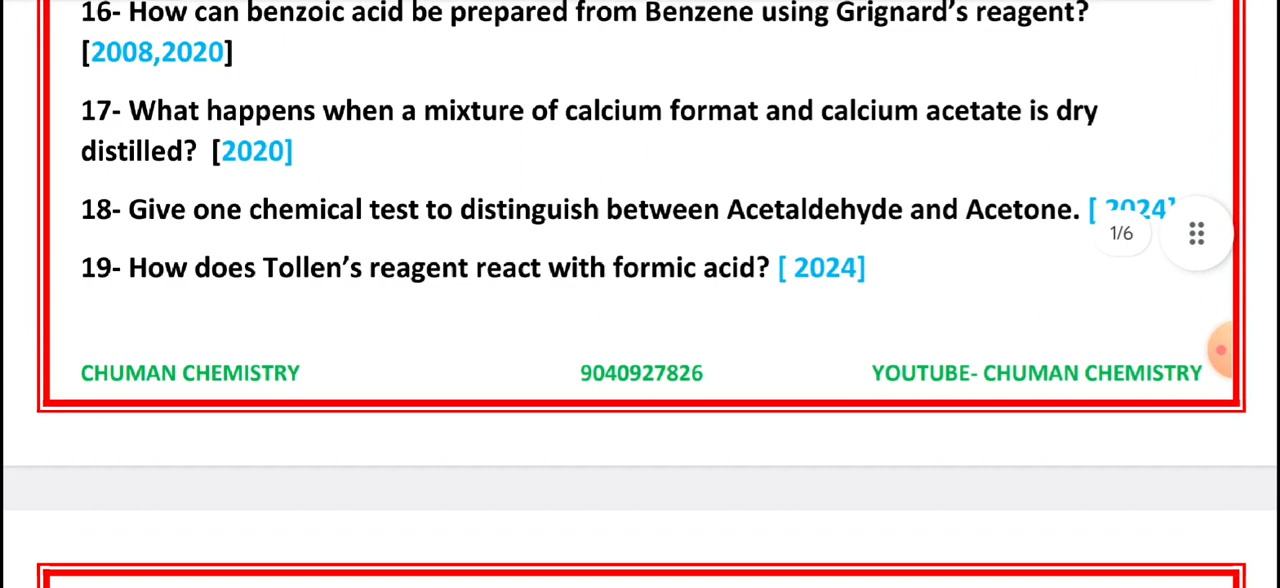 16- How can benzoic acid be prepared from Benzene using Grignard's reagent?
[2008,2020]
17- What happens when a mixture of calcium format and calcium acetate is dry
distilled? [2020]
18- Give one chemical test to distinguish between Acetaldehyde and Acetone. [ 2024]
1/6
19- How does Tollen's reagent react with formic acid? [ 2024]
CHUMAN CHEMISTRY 9040927826 YOUTUBE- CHUMAN CHEMISTRY